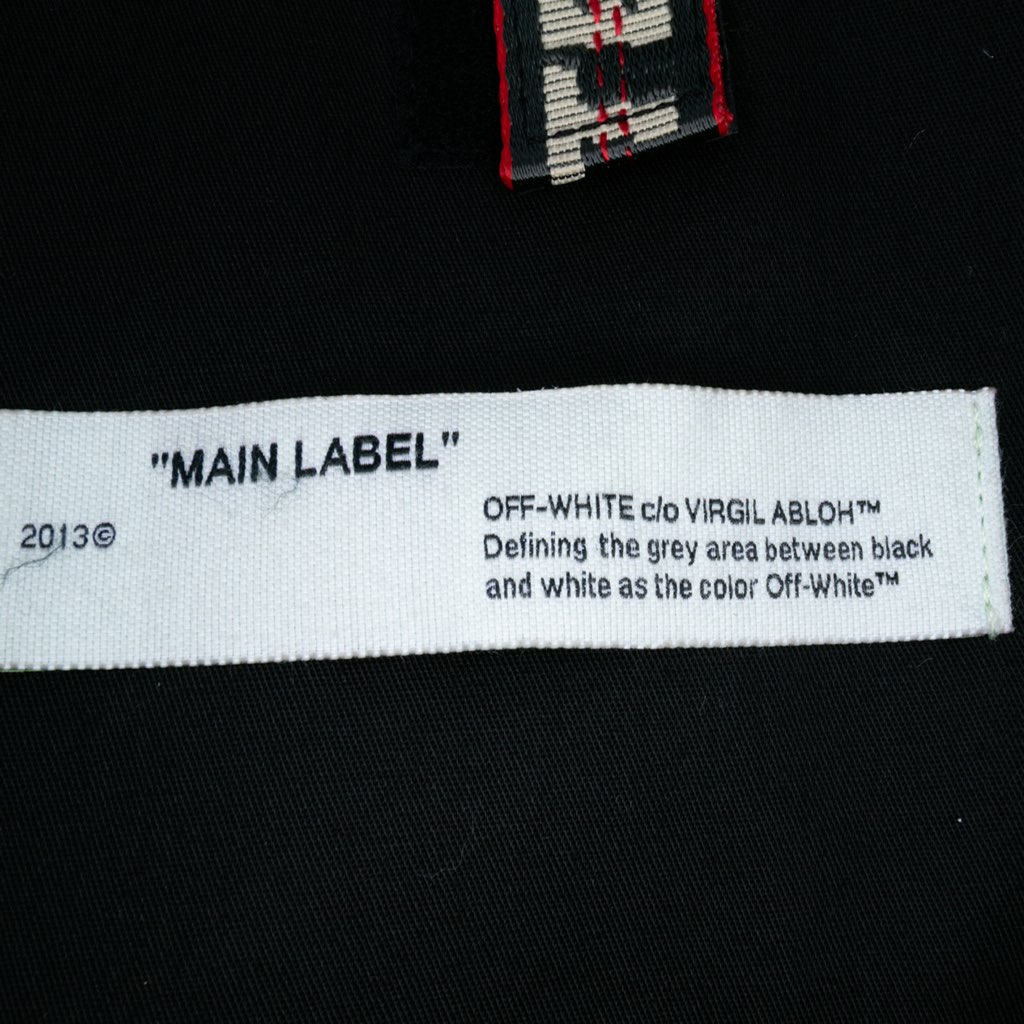 "MAIN LABEL"
2013©
OFF-WHITE c/o VIRGIL ABLOH™
Defining the grey area between black
and white as the color Off-White™